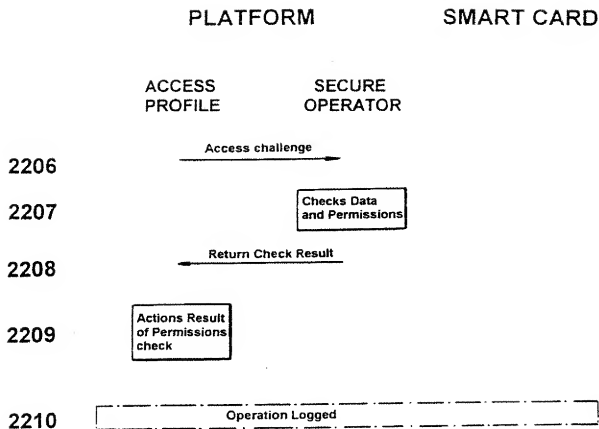 PLATFORM SMART CARD
ACCESS PROFILE
SECURE OPERATOR
2206 Access challenge
2207 Checks Data
and Permissions
2208 Return Check Result
2209 Actions Result
of Permissions
check
2210 Operation Logged